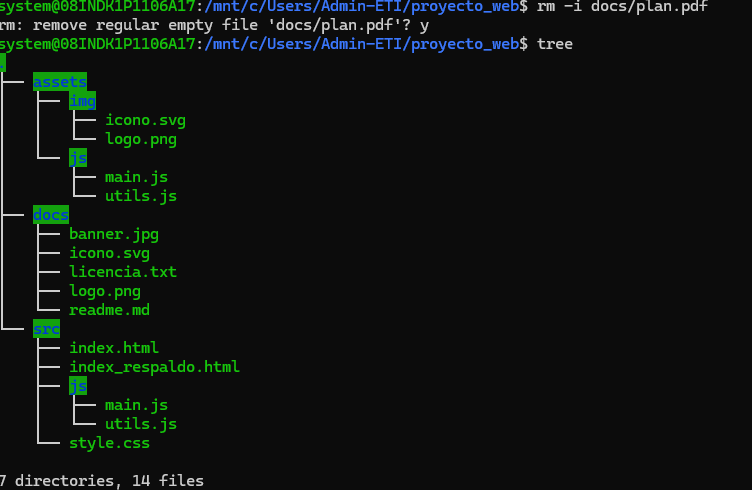 system@08INDK1P1106A17:/mnt/c/Users/Admin-ETI/proyecto_web$ rm -i docs/plan.pdf
rm: remove regular empty file 'docs/plan.pdf'? y
system@08INDK1P1106A17:/mnt/c/Users/Admin-ETI/proyecto_web$ tree
.
├── assets
│   ├── img
│   │   ├── icono.svg
│   │   └── logo.png
│   └── js
│       ├── main.js
│       └── utils.js
├── docs
│   ├── banner.jpg
│   ├── icono.svg
│   ├── licencia.txt
│   ├── logo.png
│   └── readme.md
└── src
    ├── index.html
    ├── index_respaldo.html
    ├── js
    │   ├── main.js
    │   └── utils.js
    └── style.css
7 directories, 14 files